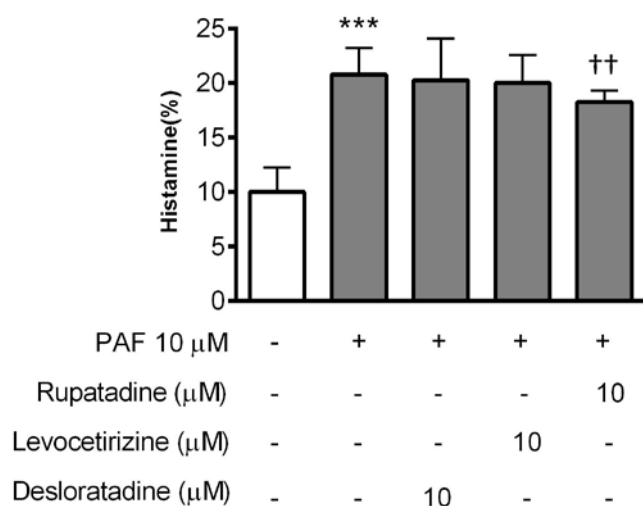 Histamine(%)
25
20
15
10
5
0
***
††
PAF 10 μM - + + + +
Rupatadine (μM) - - - - 10
Levocetirizine (μM) - - - 10 -
Desloratadine (μM) - - 10 - -